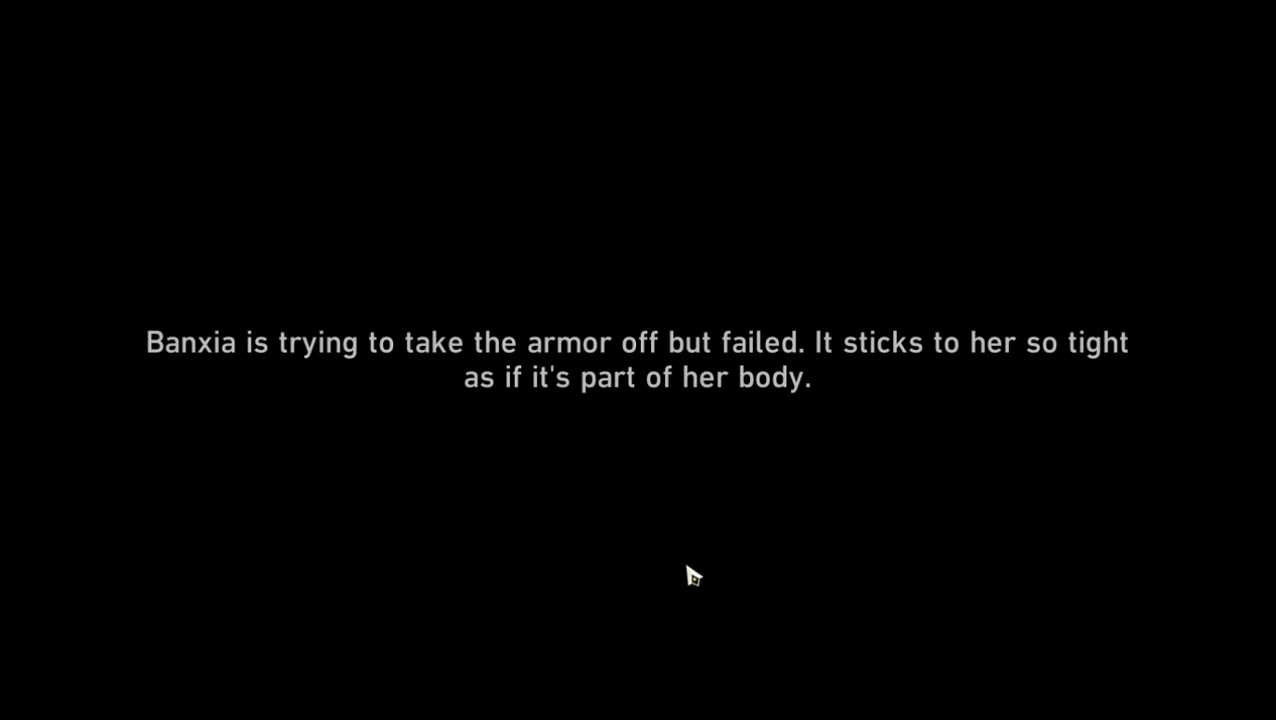 Banxia is trying to take the armor off but failed. It sticks to her so tight
as if it's part of her body.